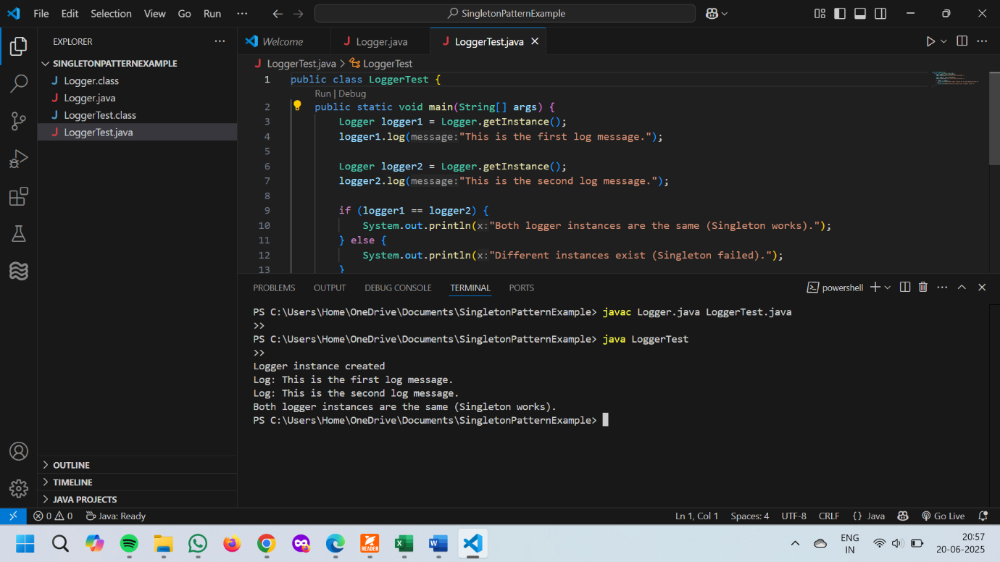 File Edit Selection View Go Run ··· SingletonPatternExample
EXPLORER ···
SINGLETONPATTERNEXAMPLE
J Logger.class
J Logger.java
J LoggerTest.class
J LoggerTest.java
OUTLINE
TIMELINE
JAVA PROJECTS
Welcome J Logger.java J LoggerTest.java
J LoggerTest.java > LoggerTest
1 public class LoggerTest {
Run | Debug
2 public static void main(String[] args) {
3 Logger logger1 = Logger.getInstance();
4 logger1.log(message:"This is the first log message.");
5
6 Logger logger2 = Logger.getInstance();
7 logger2.log(message:"This is the second log message.");
8
9 if (logger1 == logger2) {
10 System.out.println(x:"Both logger instances are the same (Singleton works).");
11 } else {
12 System.out.println(x:"Different instances exist (Singleton failed).");
13 }
PROBLEMS OUTPUT DEBUG CONSOLE TERMINAL PORTS powershell
PS C:\Users\Home\OneDrive\Documents\SingletonPatternExample> javac Logger.java LoggerTest.java
>>
PS C:\Users\Home\OneDrive\Documents\SingletonPatternExample> java LoggerTest
>>
Logger instance created
Log: This is the first log message.
Log: This is the second log message.
Both logger instances are the same (Singleton works).
PS C:\Users\Home\OneDrive\Documents\SingletonPatternExample>
0 0 Java: Ready Ln 1, Col 1 Spaces: 4 UTF-8 CRLF {} Java Go Live
READER ENG 20:57
IN 20-06-2025